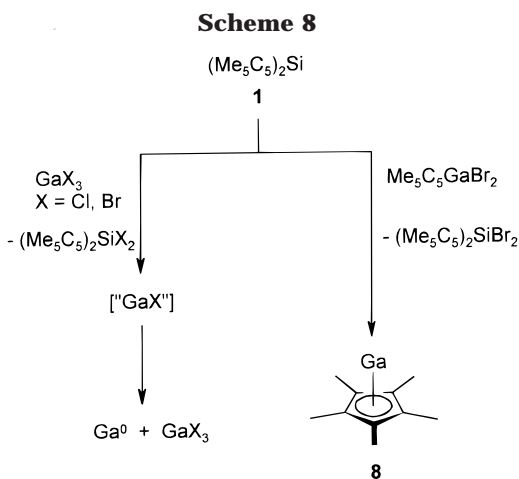 Scheme 8
(Me₅C₅)₂Si
1
GaX₃
X = Cl, Br
- (Me₅C₅)₂SiX₂
Me₅C₅GaBr₂
- (Me₅C₅)₂SiBr₂
["GaX"]
Ga
Ga⁰ + GaX₃
8